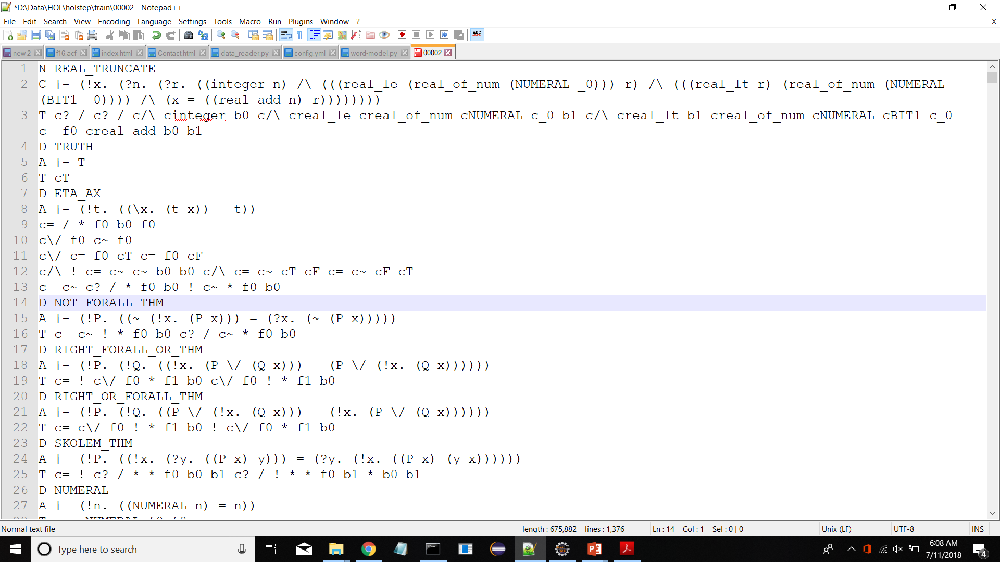 *D:\Data\HOL\holstep\train\00002 - Notepad++
File Edit Search View Encoding Language Settings Tools Macro Run Plugins Window ? X
ABC
new 2 f16.acf index.html Contact.html data_reader.py config.yml word-model.py 00002
1 N REAL_TRUNCATE
2 C |- (!x. (?n. (?r. ((integer n) /\ (((real_le (real_of_num (NUMERAL _0))) r) /\ (((real_lt r) (real_of_num (NUMERAL
(BIT1 _0)))) /\ (x = ((real_add n) r))))))))
3 T c? / c? / c/\ cinteger b0 c/\ creal_le creal_of_num cNUMERAL c_0 b1 c/\ creal_lt b1 creal_of_num cNUMERAL cBIT1 c_0
c= f0 creal_add b0 b1
4 D TRUTH
5 A |- T
6 T cT
7 D ETA_AX
8 A |- (!t. ((\x. (t x)) = t))
9 c= / * f0 b0 f0
10 c\/ f0 c~ f0
11 c\/ c= f0 cT c= f0 cF
12 c/\ ! c= c~ c~ b0 b0 c/\ c= c~ cT cF c= c~ cF cT
13 c= c~ c? / * f0 b0 ! c~ * f0 b0
14 D NOT_FORALL_THM
15 A |- (!P. ((~ (!x. (P x))) = (?x. (~ (P x)))))
16 T c= c~ ! * f0 b0 c? / c~ * f0 b0
17 D RIGHT_FORALL_OR_THM
18 A |- (!P. (!Q. ((!x. (P \/ (Q x))) = (P \/ (!x. (Q x))))))
19 T c= ! c\/ f0 * f1 b0 c\/ f0 ! * f1 b0
20 D RIGHT_OR_FORALL_THM
21 A |- (!P. (!Q. ((P \/ (!x. (Q x))) = (!x. (P \/ (Q x))))))
22 T c= c\/ f0 ! * f1 b0 ! c\/ f0 * f1 b0
23 D SKOLEM_THM
24 A |- (!P. ((!x. (?y. ((P x) y))) = (?y. (!x. ((P x) (y x))))))
25 T c= ! c? / * * f0 b0 b1 c? / ! * * f0 b1 * b0 b1
26 D NUMERAL
27 A |- (!n. ((NUMERAL n) = n))
Normal text file length : 675,882 lines : 1,376 Ln : 14 Col : 1 Sel : 0 | 0 Unix (LF) UTF-8 INS
Type here to search
6:08 AM
7/11/2018
4